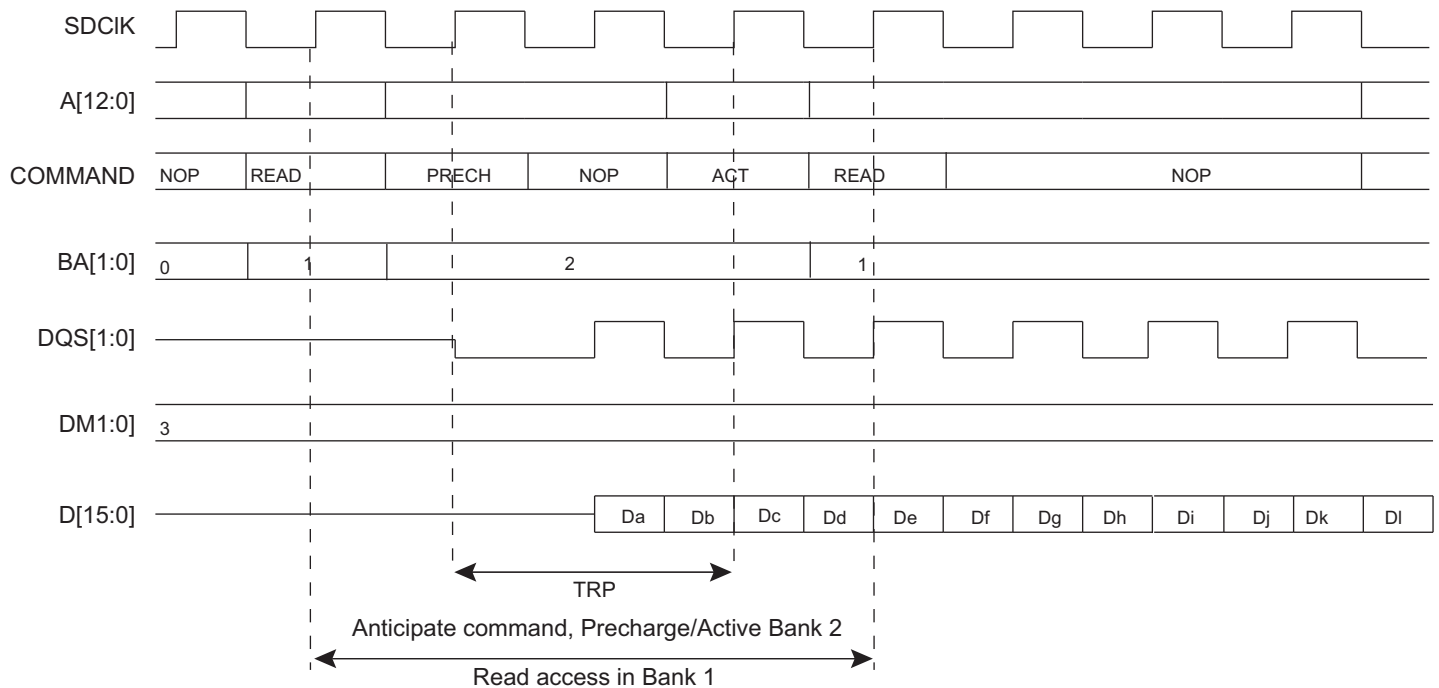 SDClK
A[12:0]
COMMAND NOP READ PRECH NOP ACT READ NOP
BA[1:0] 0 1 2 1
DQS[1:0]
DM1:0] 3
D[15:0] Da Db Dc Dd De Df Dg Dh Di Dj Dk Dl
TRP
Anticipate command, Precharge/Active Bank 2
Read access in Bank 1